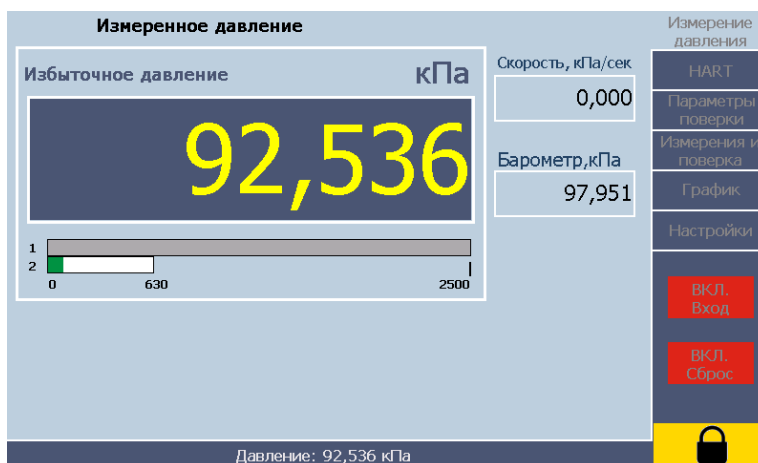 Измеренное давление
Избыточное давление
кПа
92,536
1
2
0 630 2500
Скорость, кПа/сек
0,000
Барометр,кПа
97,951
Измерение
давления
HART
Параметры
поверки
Измерения и
поверка
График
Настройки
ВКЛ.
Вход
ВКЛ.
Сброс
Давление: 92,536 кПа